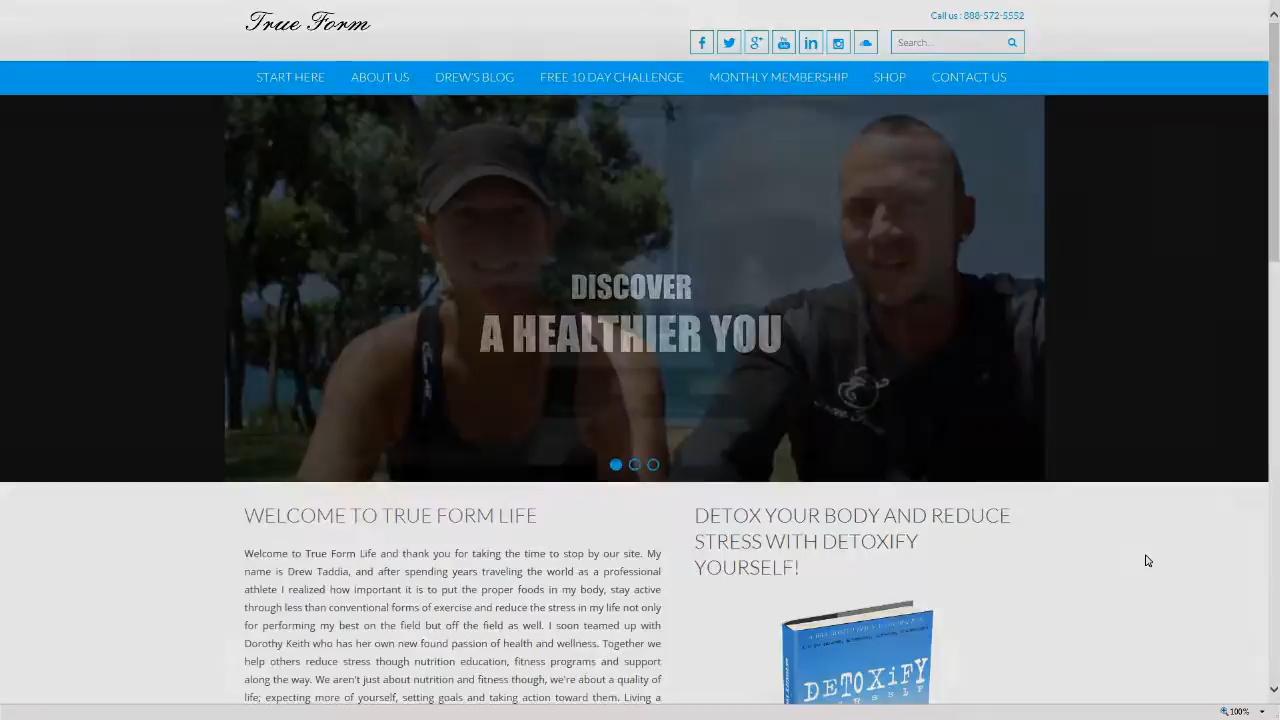 True Form
Call us : 888-572-5552
Search...
START HERE ABOUT US DREW'S BLOG FREE 10 DAY CHALLENGE MONTHLY MEMBERSHIP SHOP CONTACT US
DISCOVER
A HEALTHIER YOU
WELCOME TO TRUE FORM LIFE
Welcome to True Form Life and thank you for taking the time to stop by our site. My
name is Drew Taddia, and after spending years traveling the world as a professional
athlete I realized how important it is to put the proper foods in my body, stay active
through less than conventional forms of exercise and reduce the stress in my life not only
for performing my best on the field but off the field as well. I soon teamed up with
Dorothy Keith who has her own new found passion of health and wellness. Together we
help others reduce stress though nutrition education, fitness programs and support
along the way. We aren't just about nutrition and fitness though, we're about a quality of
life; expecting more of yourself, setting goals and taking action toward them. Living a
DETOX YOUR BODY AND REDUCE
STRESS WITH DETOXIFY
YOURSELF!
DETOXiFY
100%